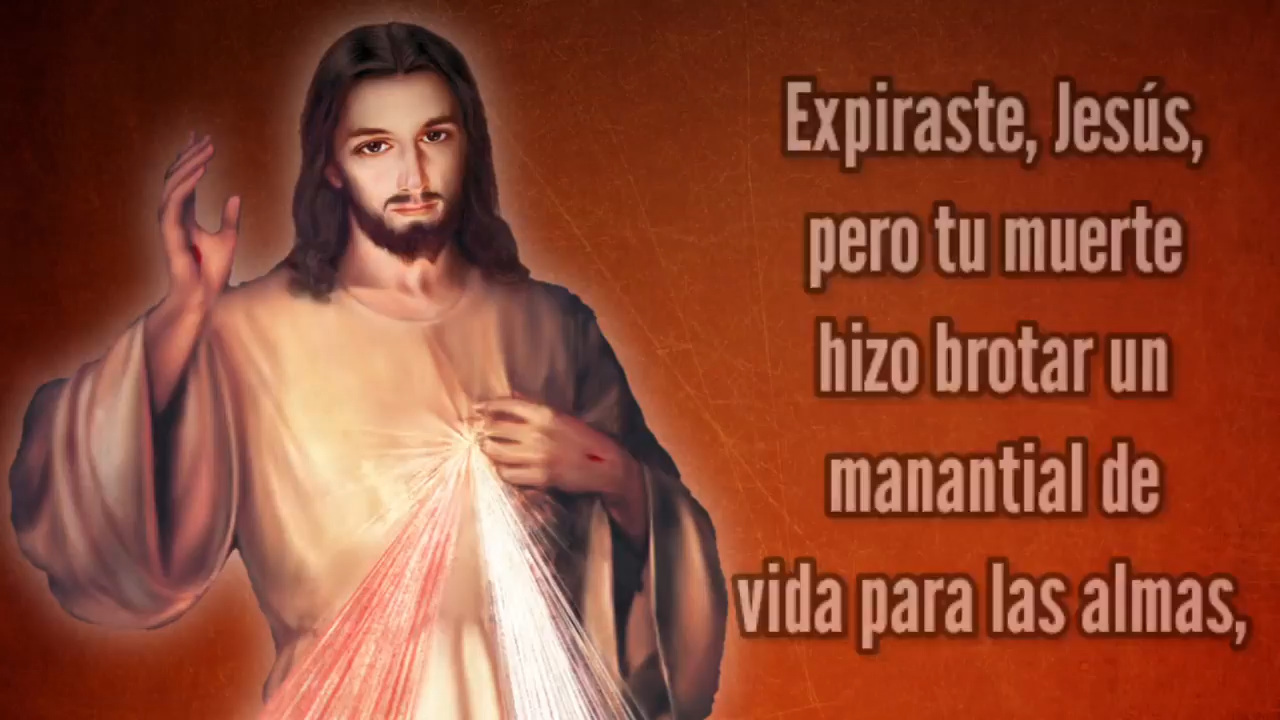 Expiraste, Jesús,
pero tu muerte
hizo brotar un
manantial de
vida para las almas,